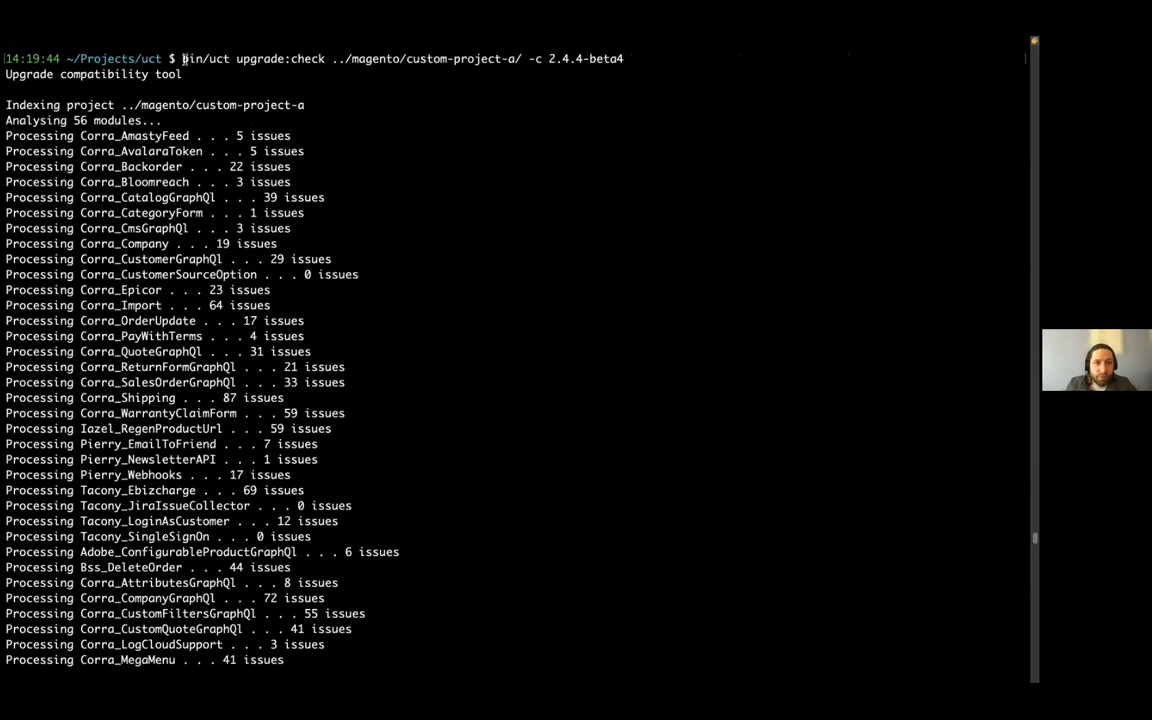 14:19:44 ~/Projects/uct $ bin/uct upgrade:check ../magento/custom-project-a/ -c 2.4.4-beta4
Upgrade compatibility tool
Indexing project ../magento/custom-project-a
Analysing 56 modules...
Processing Corra_AmastyFeed . . . 5 issues
Processing Corra_AvalaraToken . . . 5 issues
Processing Corra_Backorder . . . 22 issues
Processing Corra_Bloomreach . . . 3 issues
Processing Corra_CatalogGraphQl . . . 39 issues
Processing Corra_CategoryForm . . . 1 issues
Processing Corra_CmsGraphQl . . . 3 issues
Processing Corra_Company . . . 19 issues
Processing Corra_CustomerGraphQl . . . 29 issues
Processing Corra_CustomerSourceOption . . . 0 issues
Processing Corra_Epicor . . . 23 issues
Processing Corra_Import . . . 64 issues
Processing Corra_OrderUpdate . . . 17 issues
Processing Corra_PayWithTerms . . . 4 issues
Processing Corra_QuoteGraphQl . . . 31 issues
Processing Corra_ReturnFormGraphQl . . . 21 issues
Processing Corra_SalesOrderGraphQl . . . 33 issues
Processing Corra_Shipping . . . 87 issues
Processing Corra_WarrantyClaimForm . . . 59 issues
Processing Iazel_RegenProductUrl . . . 59 issues
Processing Pierry_EmailToFriend . . . 7 issues
Processing Pierry_NewsletterAPI . . . 1 issues
Processing Pierry_Webhooks . . . 17 issues
Processing Tacony_Ebizcharge . . . 69 issues
Processing Tacony_JiraIssueCollector . . . 0 issues
Processing Tacony_LoginAsCustomer . . . 12 issues
Processing Tacony_SingleSignOn . . . 0 issues
Processing Adobe_ConfigurableProductGraphQl . . . 6 issues
Processing Bss_DeleteOrder . . . 44 issues
Processing Corra_AttributesGraphQl . . . 8 issues
Processing Corra_CompanyGraphQl . . . 72 issues
Processing Corra_CustomFiltersGraphQl . . . 55 issues
Processing Corra_CustomQuoteGraphQl . . . 41 issues
Processing Corra_LogCloudSupport . . . 3 issues
Processing Corra_MegaMenu . . . 41 issues